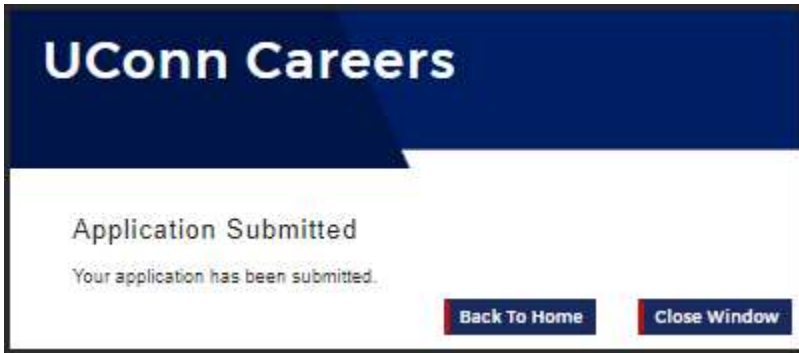 UConn Careers
Application Submitted
Your application has been submitted.
Back To Home Close Window